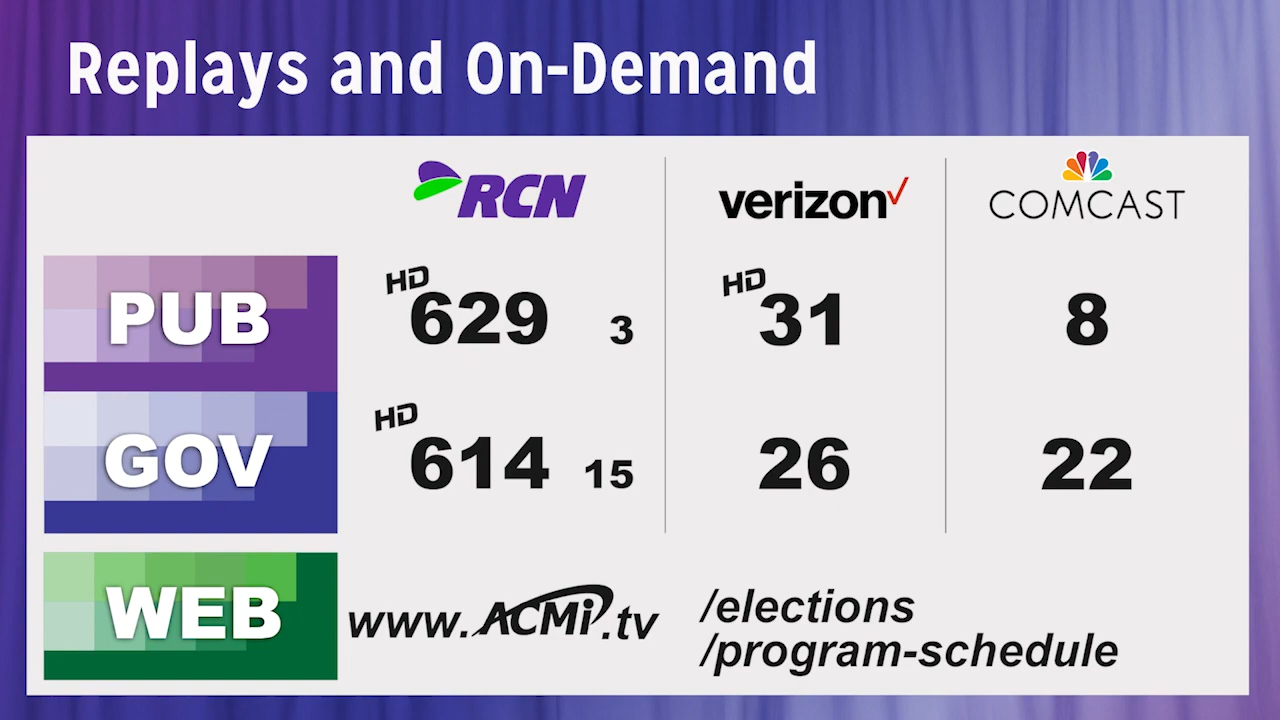 Replays and On-Demand
RCN verizon COMCAST
PUB HD 629 3 HD 31 8
GOV HD 614 15 26 22
WEB www.ACMi.tv /elections
/program-schedule